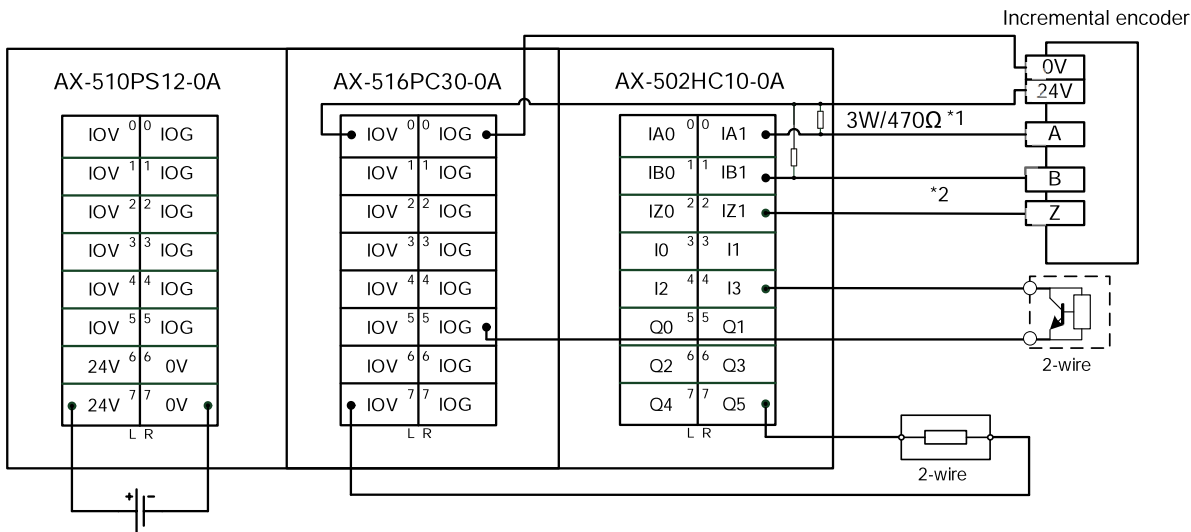 Incremental encoder
AX-510PS12-0A
AX-516PC30-0A
AX-502HC10-0A
0V
24V
3W/470Ω *1
A
B
*2
Z
IOV 0 0 IOG
IOV 1 1 IOG
IOV 2 2 IOG
IOV 3 3 IOG
IOV 4 4 IOG
IOV 5 5 IOG
24V 6 6 0V
24V 7 7 0V
L R
+ -
IOV 0 0 IOG
IOV 1 1 IOG
IOV 2 2 IOG
IOV 3 3 IOG
IOV 4 4 IOG
IOV 5 5 IOG
IOV 6 6 IOG
IOV 7 7 IOG
L R
IA0 0 0 IA1
IB0 1 1 IB1
IZ0 2 2 IZ1
I0 3 3 I1
I2 4 4 I3
Q0 5 5 Q1
Q2 6 6 Q3
Q4 7 7 Q5
L R
2-wire
2-wire